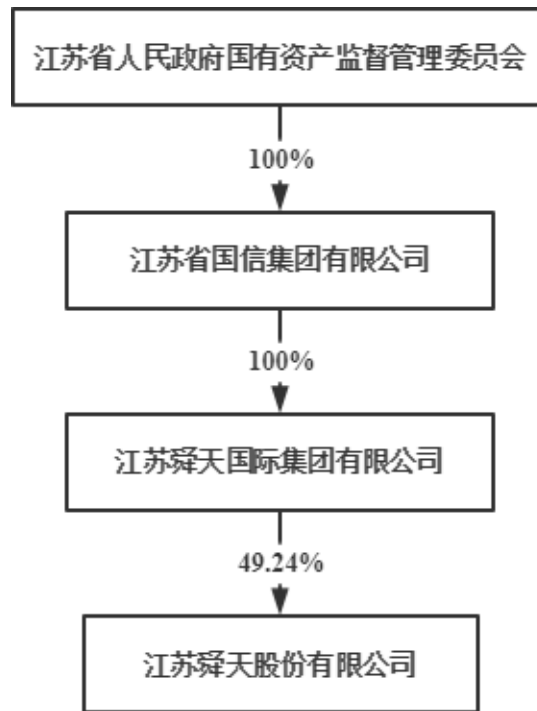 江苏省人民政府国有资产监督管理委员会
100%
江苏省国信集团有限公司
100%
江苏舜天国际集团有限公司
49.24%
江苏舜天股份有限公司